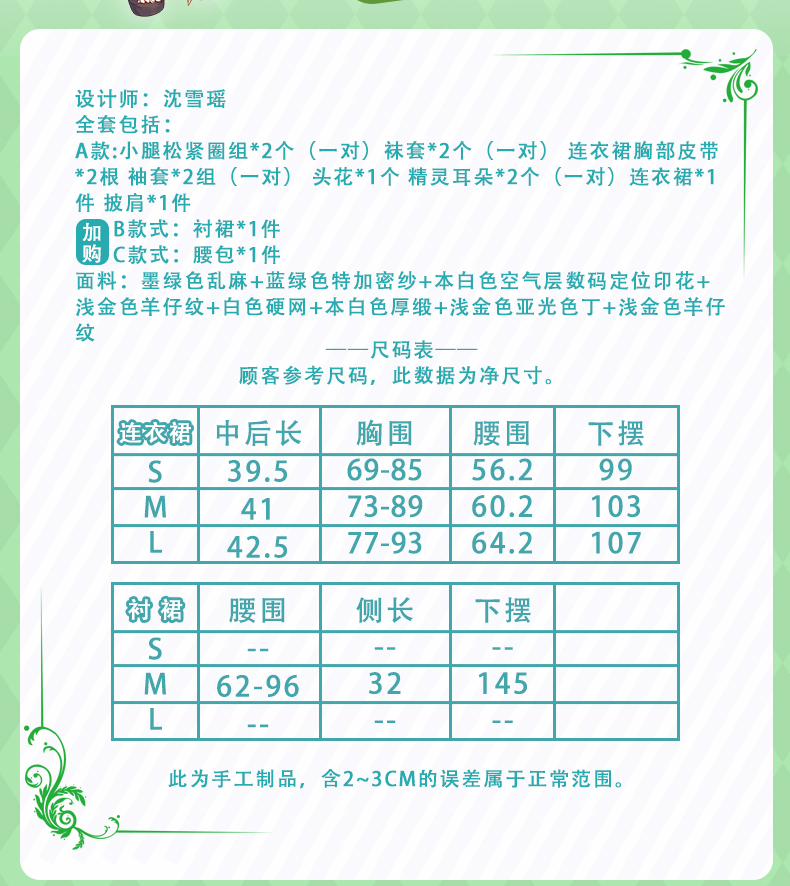 设计师：沈雪瑶
全套包括：
A款:小腿松紧圈组*2个（一对）袜套*2个（一对） 连衣裙胸部皮带
*2根 袖套*2组（一对） 头花*1个 精灵耳朵*2个（一对）连衣裙*1
件 披肩*1件
加购 B款式：衬裙*1件
C款式：腰包*1件
面料：墨绿色乱麻+蓝绿色特加密纱+本白色空气层数码定位印花+
浅金色羊仔纹+白色硬网+本白色厚缎+浅金色亚光色丁+浅金色羊仔
纹
——尺码表——
顾客参考尺码，此数据为净尺寸。
连衣裙 中后长 胸围 腰围 下摆
S 39.5 69-85 56.2 99
M 41 73-89 60.2 103
L 42.5 77-93 64.2 107
衬裙 腰围 侧长 下摆
S -- -- --
M 62-96 32 145
L -- -- --
此为手工制品，含2~3CM的误差属于正常范围。